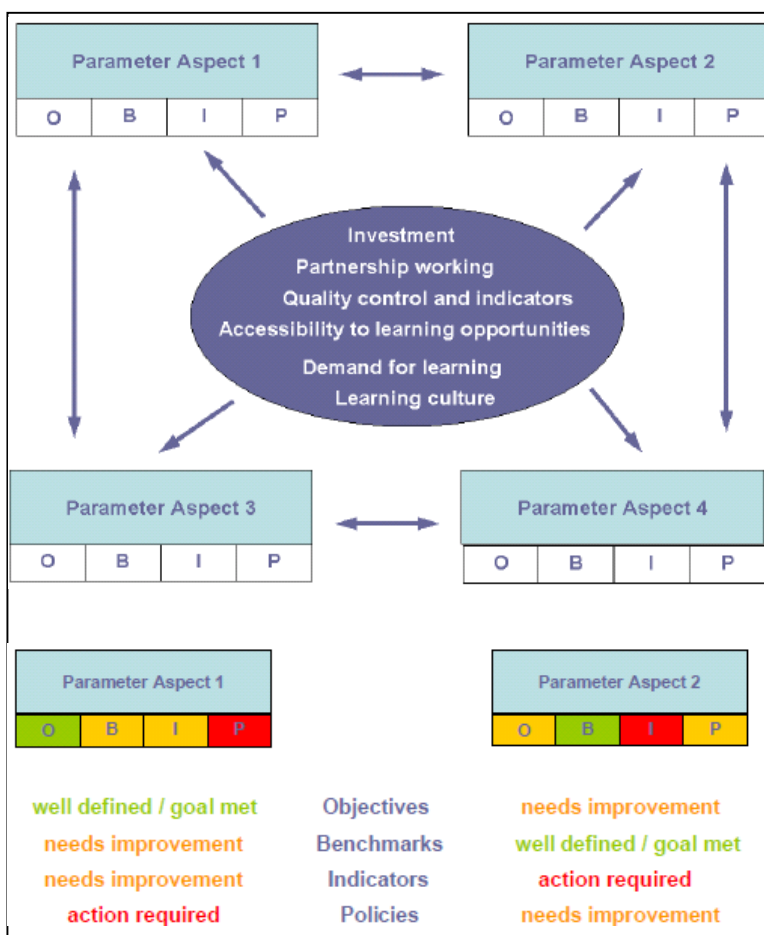 Parameter Aspect 1
O B I P
Parameter Aspect 2
O B I P
Investment
Partnership working
Quality control and indicators
Accessibility to learning opportunities
Demand for learning
Learning culture
Parameter Aspect 3
O B I P
Parameter Aspect 4
O B I P
Parameter Aspect 1
O B I P
Parameter Aspect 2
O B I P
well defined / goal met Objectives needs improvement
needs improvement Benchmarks well defined / goal met
needs improvement Indicators action required
action required Policies needs improvement